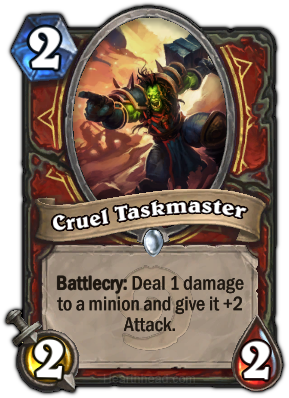 2
Cruel Taskmaster
Battlecry: Deal 1 damage
to a minion and give it +2
Attack.
2
2